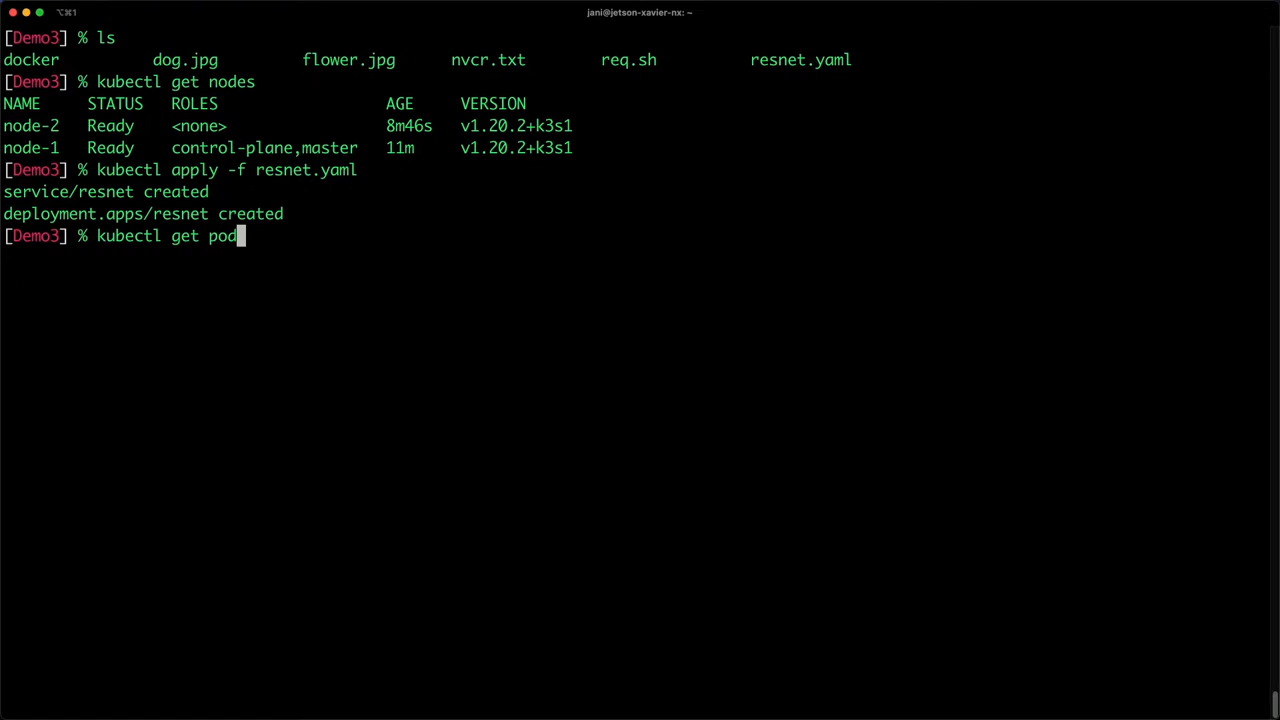 ⌥⌘1 jani@jetson-xavier-nx: ~
[Demo3] % ls
docker dog.jpg flower.jpg nvcr.txt req.sh resnet.yaml
[Demo3] % kubectl get nodes
NAME STATUS ROLES AGE VERSION
node-2 Ready <none> 8m46s v1.20.2+k3s1
node-1 Ready control-plane,master 11m v1.20.2+k3s1
[Demo3] % kubectl apply -f resnet.yaml
service/resnet created
deployment.apps/resnet created
[Demo3] % kubectl get pod